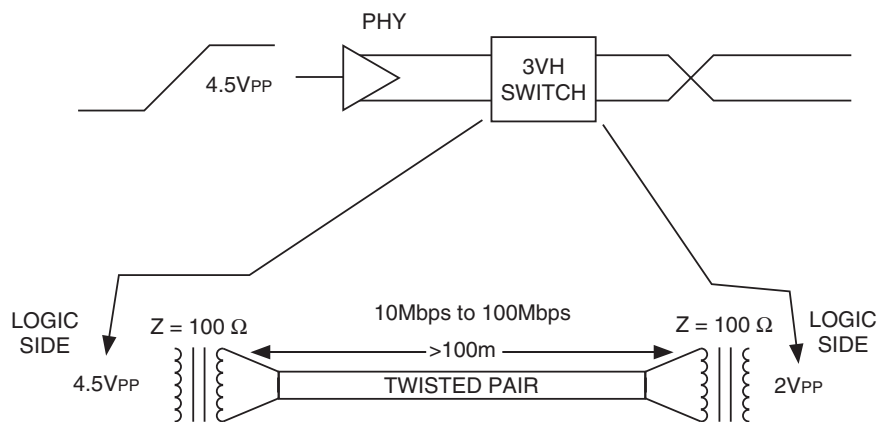 PHY
4.5VPP
3VH
SWITCH
10Mbps to 100Mbps
LOGIC
SIDE
Z = 100 Ω
Z = 100 Ω
LOGIC
SIDE
>100m
4.5VPP
TWISTED PAIR
2VPP